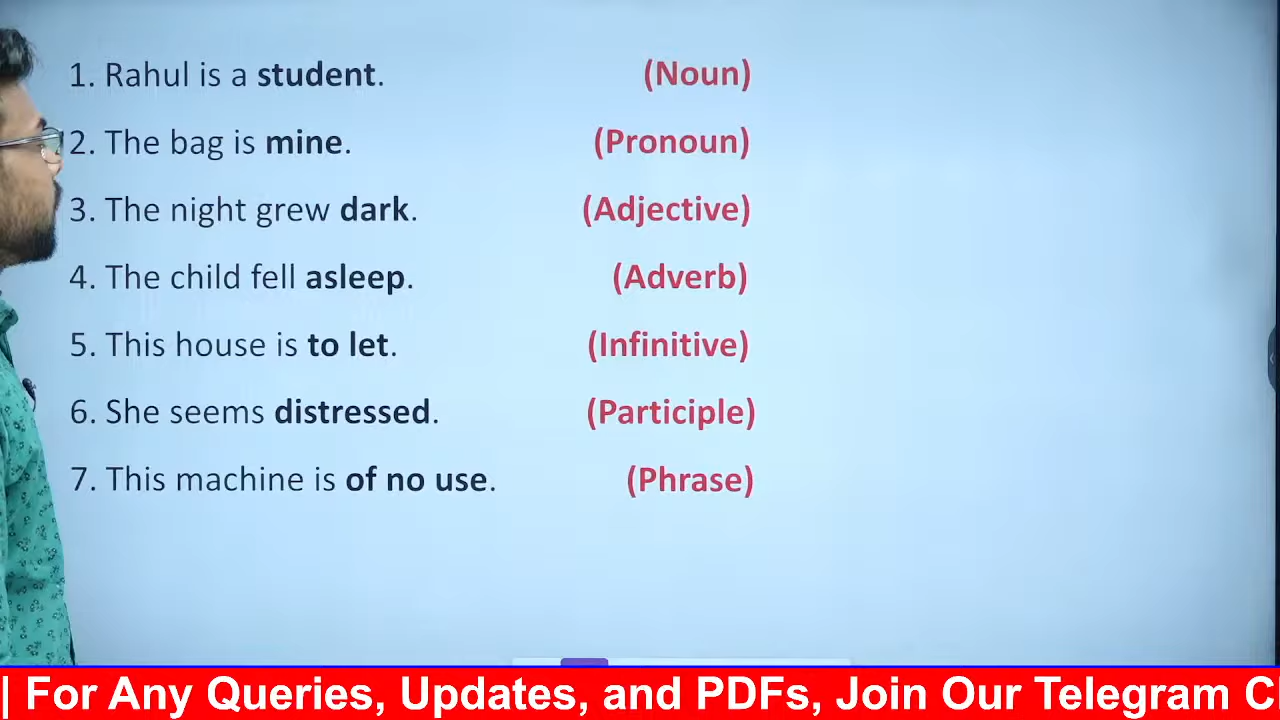 1. Rahul is a student. (Noun)
2. The bag is mine. (Pronoun)
3. The night grew dark. (Adjective)
4. The child fell asleep. (Adverb)
5. This house is to let. (Infinitive)
6. She seems distressed. (Participle)
7. This machine is of no use. (Phrase)
| For Any Queries, Updates, and PDFs, Join Our Telegram